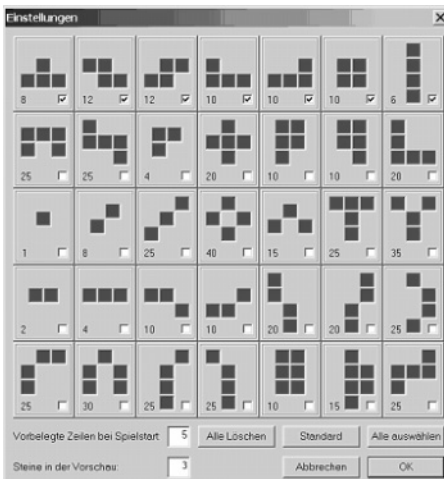 Einstellungen
8 12 12 10 10 10 6
25 25 4 20 10 10 20
1 8 25 40 15 25 35
2 4 10 10 20 20 25
25 30 25 25 10 15 25
Vorbelegte Zeilen bei Spielstart 5 Alle Löschen Standard Alle auswählen
Steine in der Vorschau: 3 Abbrechen OK